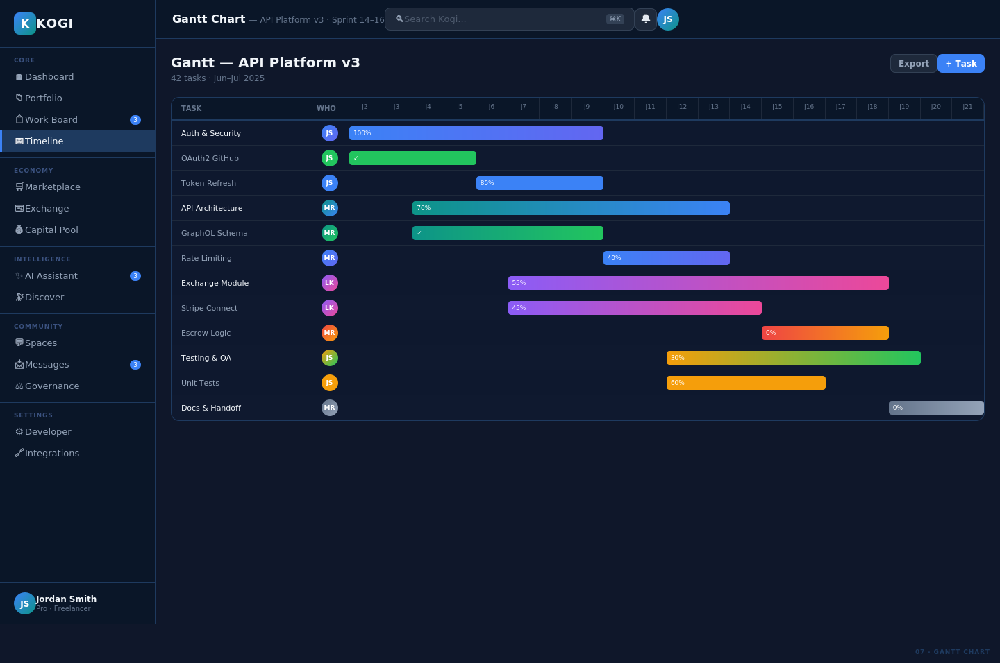 K KOGI
CORE
Dashboard
Portfolio
Work Board 3
Timeline
ECONOMY
Marketplace
Exchange
Capital Pool
INTELLIGENCE
AI Assistant 3
Discover
COMMUNITY
Spaces
Messages 3
Governance
SETTINGS
Developer
Integrations
JS Jordan Smith
Pro · Freelancer
Gantt Chart — API Platform v3 · Sprint 14–16 Search Kogi... ⌘K JS
Gantt — API Platform v3
42 tasks · Jun–Jul 2025
Export + Task
TASK WHO J2 J3 J4 J5 J6 J7 J8 J9 J10 J11 J12 J13 J14 J15 J16 J17 J18 J19 J20 J21
Auth & Security JS 100%
OAuth2 GitHub JS ✓
Token Refresh JS 85%
API Architecture MR 70%
GraphQL Schema MR ✓
Rate Limiting MR 40%
Exchange Module LK 55%
Stripe Connect LK 45%
Escrow Logic MR 0%
Testing & QA JS 30%
Unit Tests JS 60%
Docs & Handoff MR 0%
07 · GANTT CHART